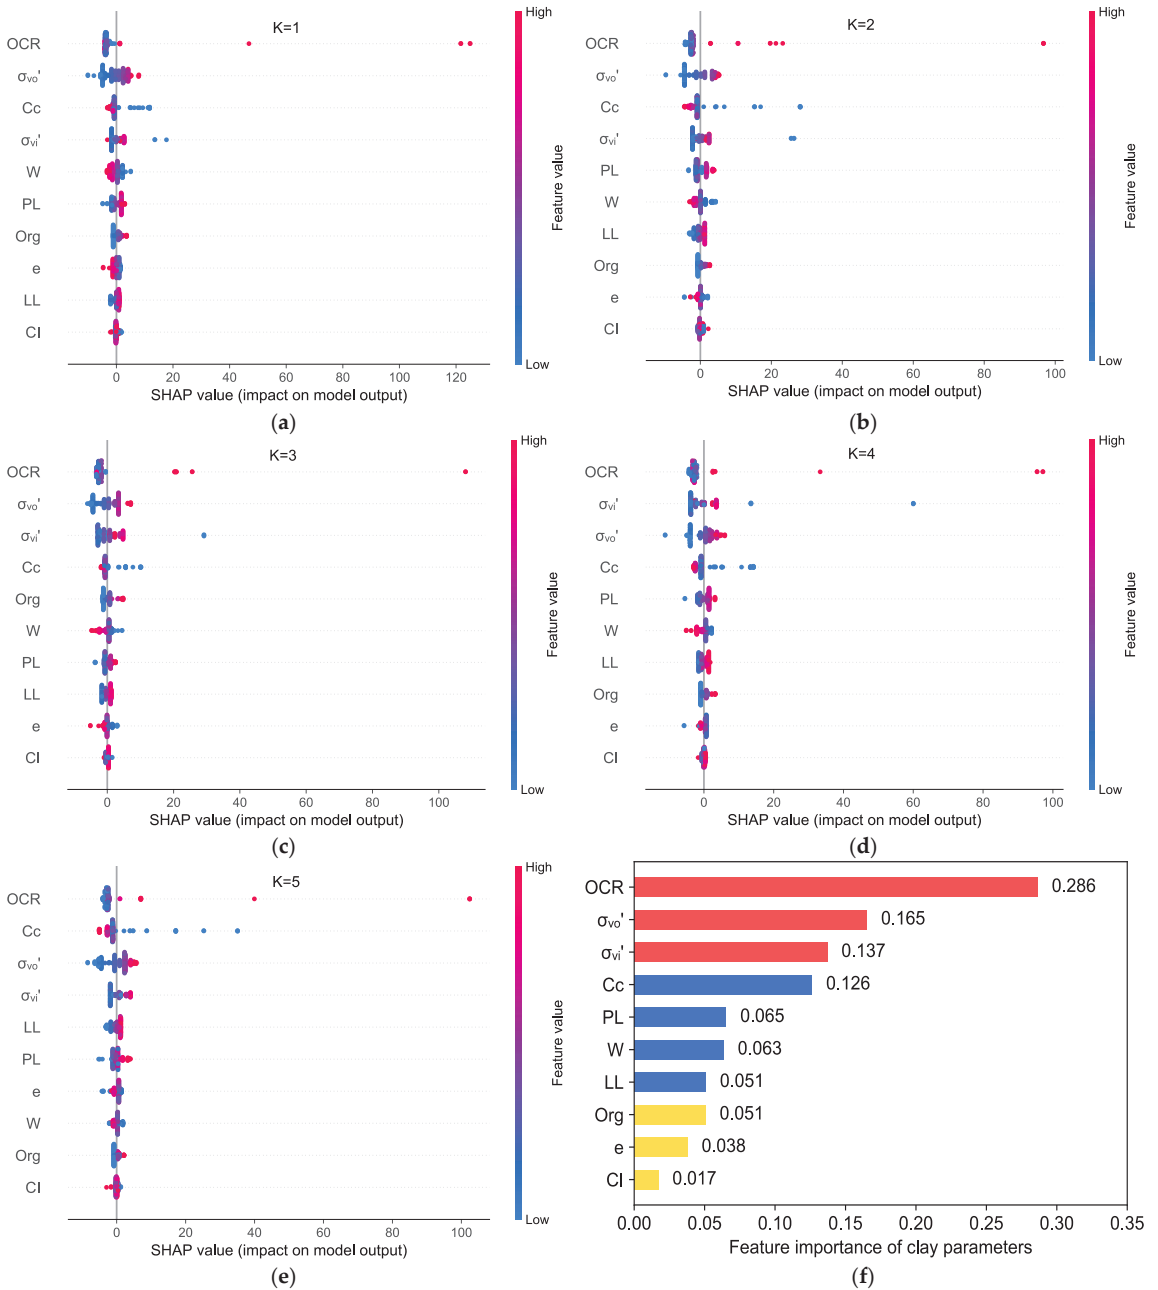 K=1
High
OCR
σvo'
Cc
σvi'
W
PL
Org
e
LL
CI
Feature value
Low
0 20 40 60 80 100 120
SHAP value (impact on model output)
(a)
K=2
High
OCR
σvo'
Cc
σvi'
PL
W
LL
Org
e
CI
Feature value
Low
0 20 40 60 80 100
SHAP value (impact on model output)
(b)
K=3
High
OCR
σvo'
σvi'
Cc
Org
W
PL
LL
e
CI
Feature value
Low
0 20 40 60 80 100
SHAP value (impact on model output)
(c)
K=4
High
OCR
σvi'
σvo'
Cc
PL
W
LL
Org
e
CI
Feature value
Low
0 20 40 60 80 100
SHAP value (impact on model output)
(d)
K=5
High
OCR
Cc
σvo'
σvi'
LL
PL
e
W
Org
CI
Feature value
Low
0 20 40 60 80 100
SHAP value (impact on model output)
(e)
OCR 0.286
σvo' 0.165
σvi' 0.137
Cc 0.126
PL 0.065
W 0.063
LL 0.051
Org 0.051
e 0.038
CI 0.017
0.00 0.05 0.10 0.15 0.20 0.25 0.30 0.35
Feature importance of clay parameters
(f)